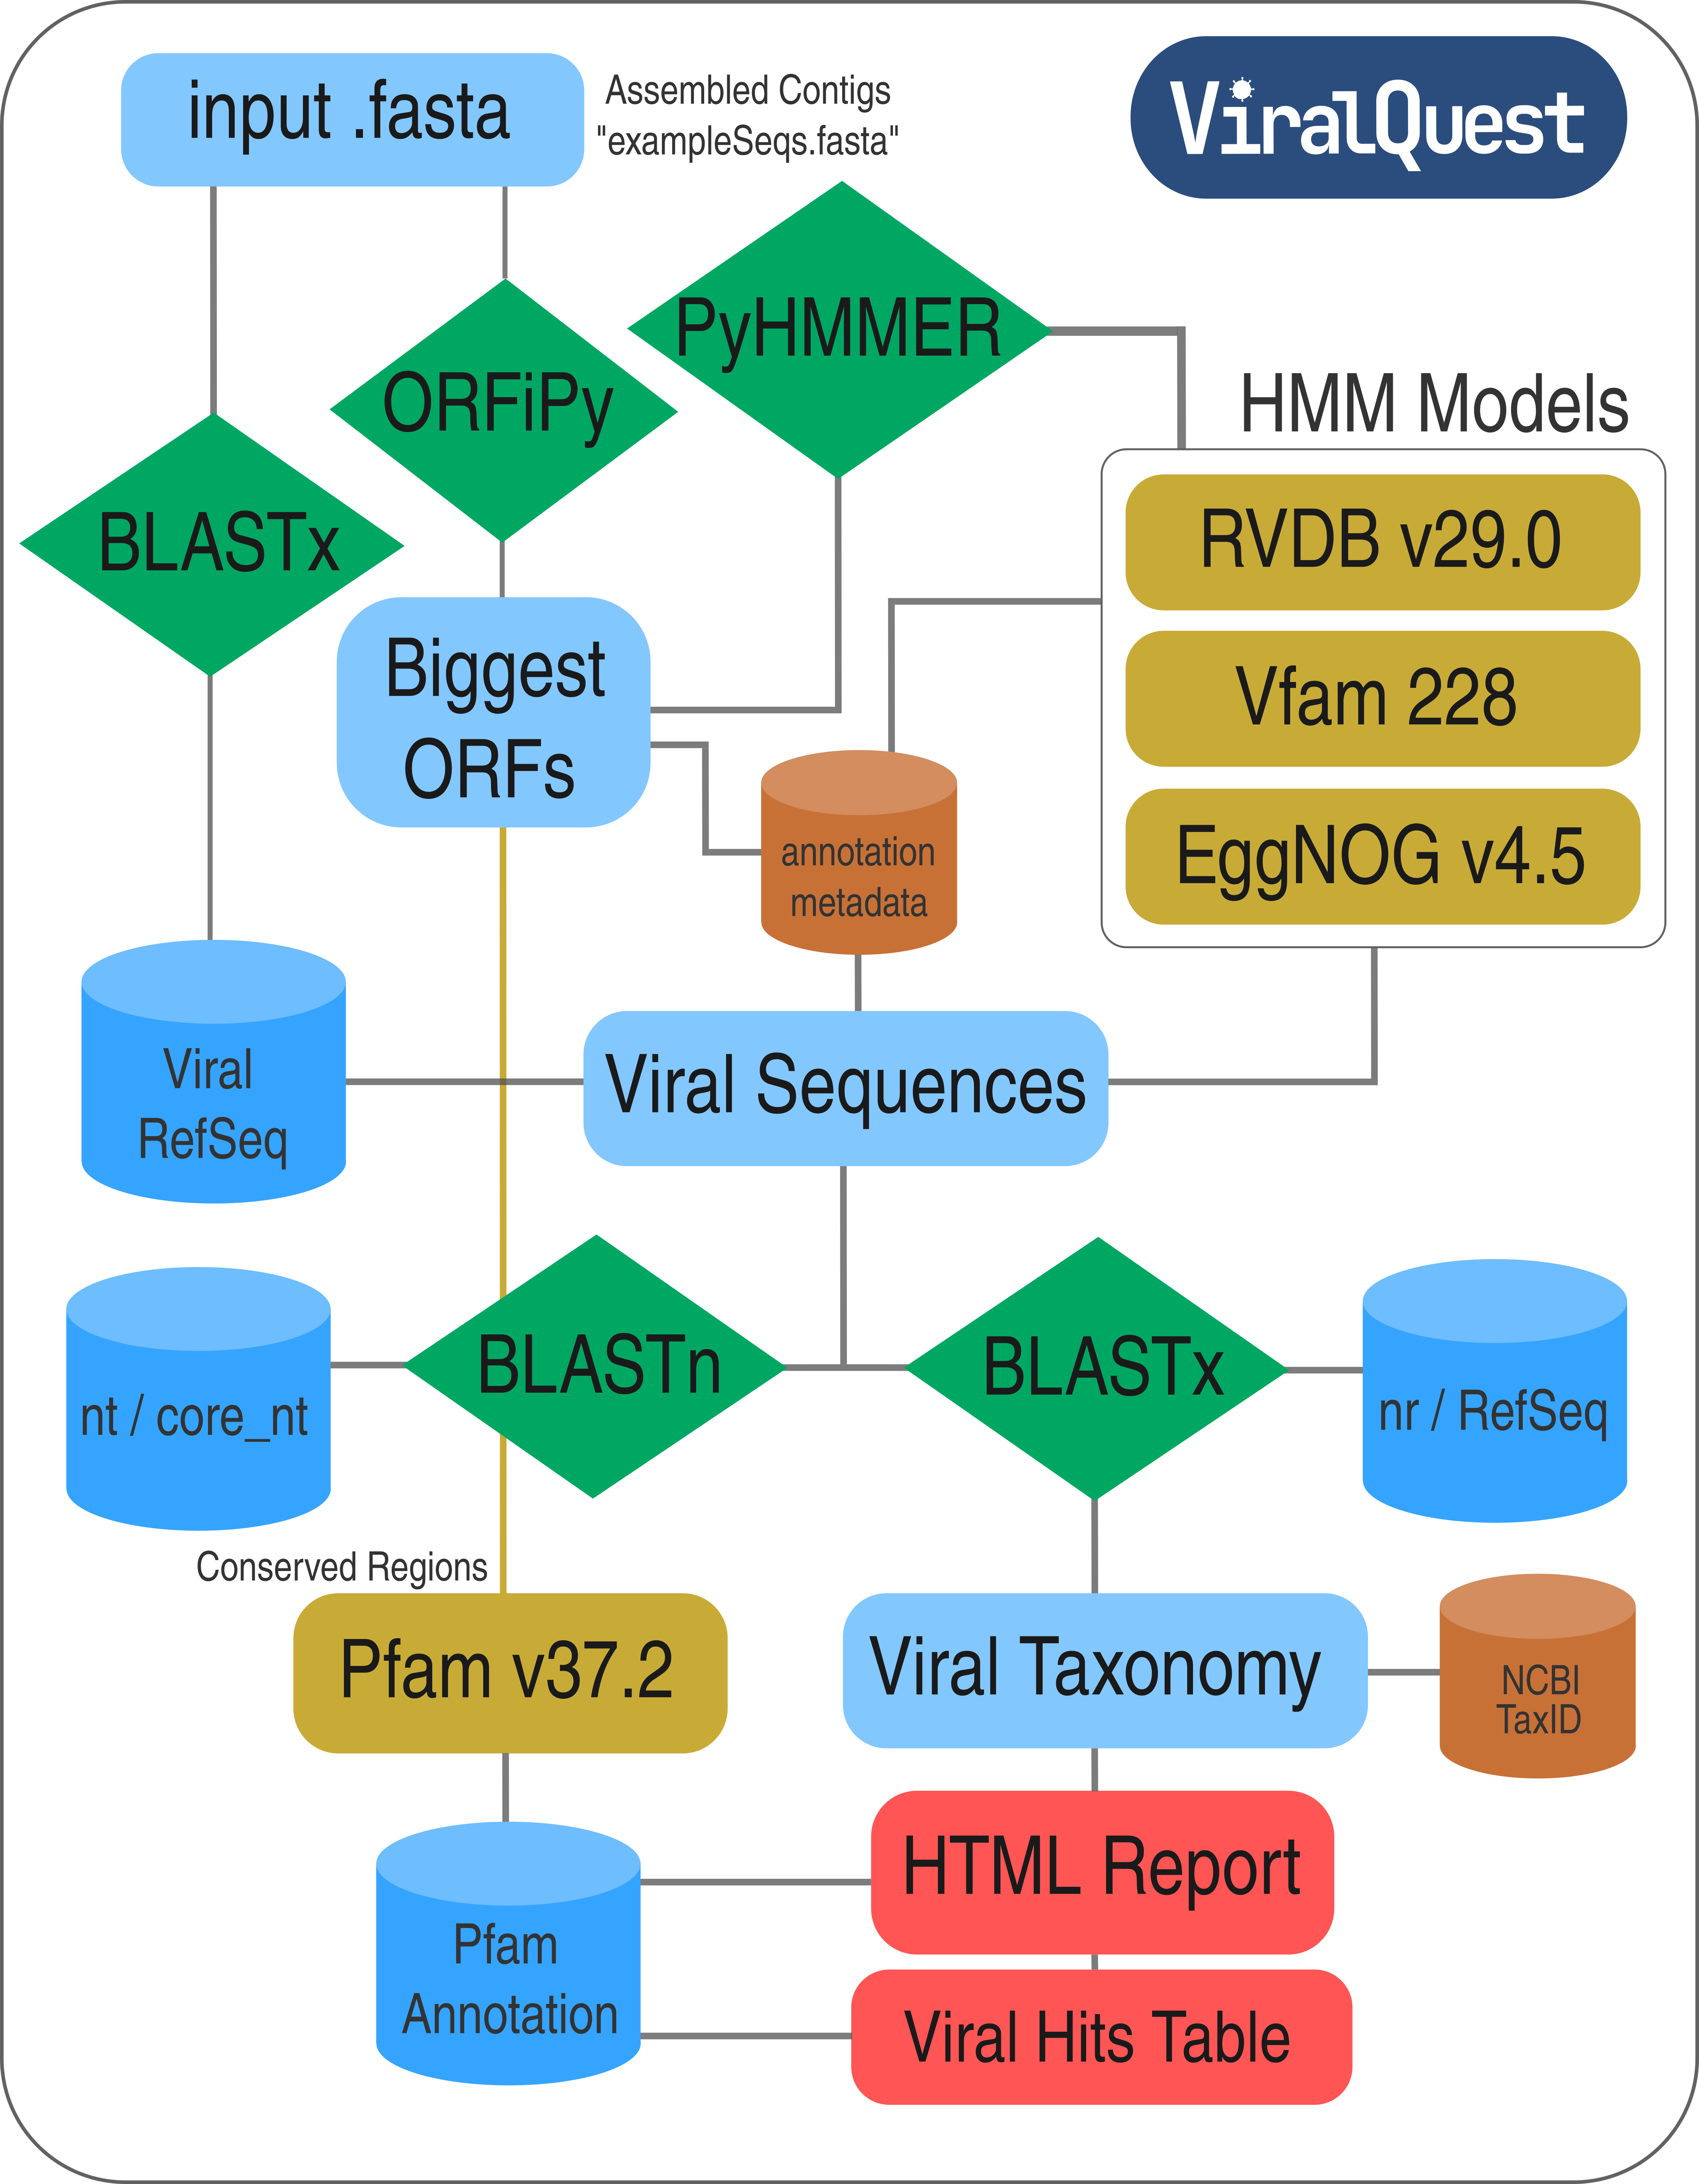 input .fasta
Assembled Contigs
"exampleSeqs.fasta"
ViralQuest
PyHMMER
ORFiPy
HMM Models
BLASTx
RVDB v29.0
Biggest
ORFs
Vfam 228
annotation
metadata
EggNOG v4.5
Viral
RefSeq
Viral Sequences
nt / core_nt
BLASTn
BLASTx
nr / RefSeq
Conserved Regions
Pfam v37.2
Viral Taxonomy
NCBI
TaxID
HTML Report
Pfam
Annotation
Viral Hits Table